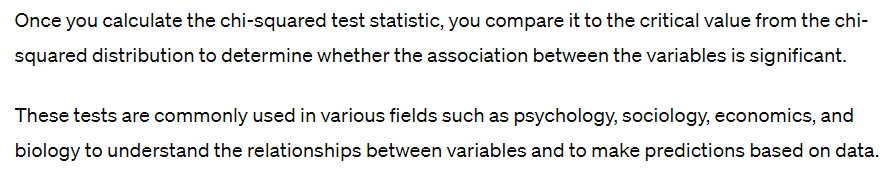 Once you calculate the chi-squared test statistic, you compare it to the critical value from the chi-
squared distribution to determine whether the association between the variables is significant.
These tests are commonly used in various fields such as psychology, sociology, economics, and
biology to understand the relationships between variables and to make predictions based on data.